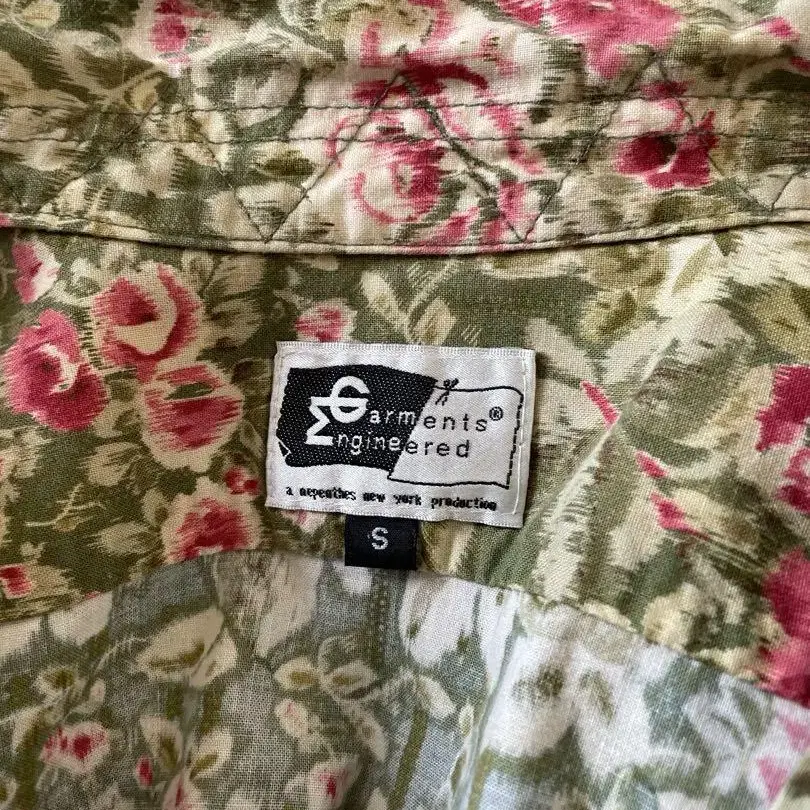 Garments®
Engineered
a nepenthes new york production
S